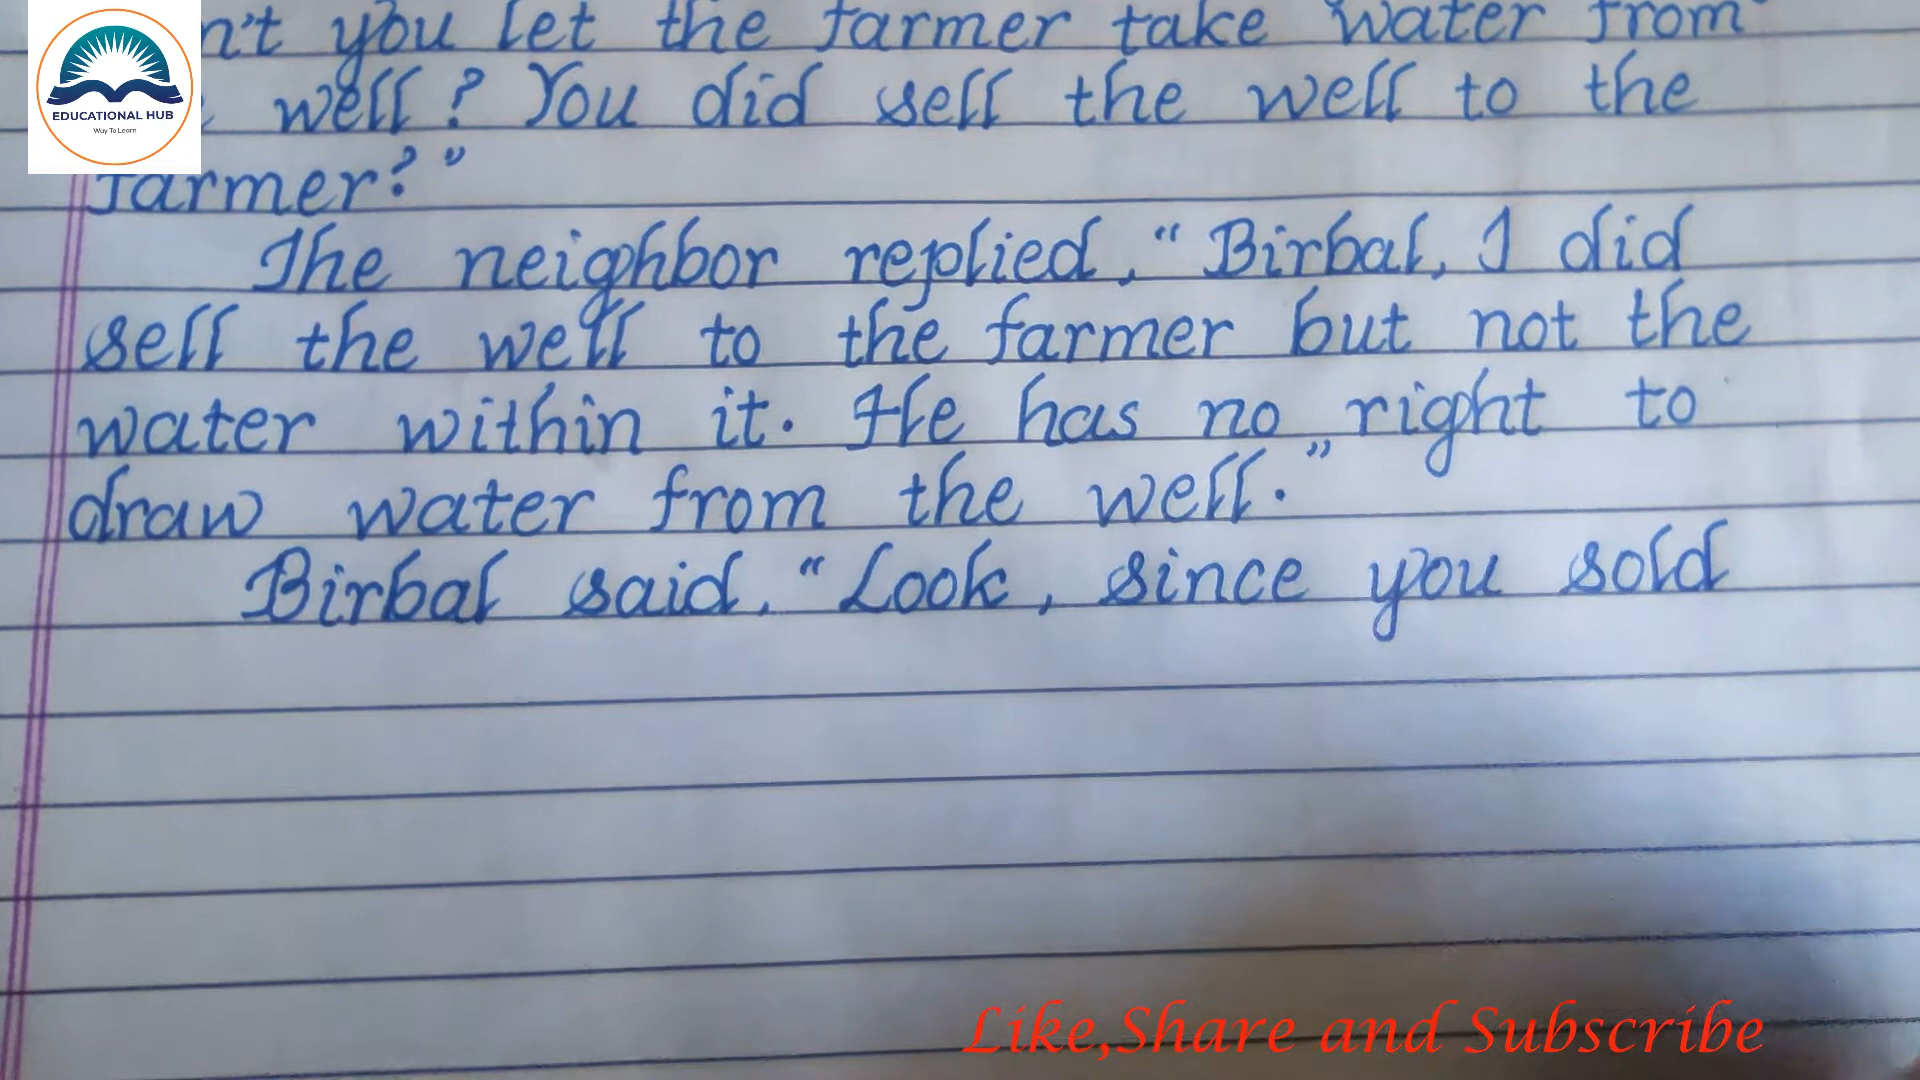 n't you let the farmer take water from
well? You did sell the well to the
farmer?"
The neighbor replied, "Birbal, I did
sell the well to the farmer but not the
water within it. He has no right to
draw water from the well."
Birbal said, "Look, since you sold
EDUCATIONAL HUB
Way To Learn
Like,Share and Subscribe